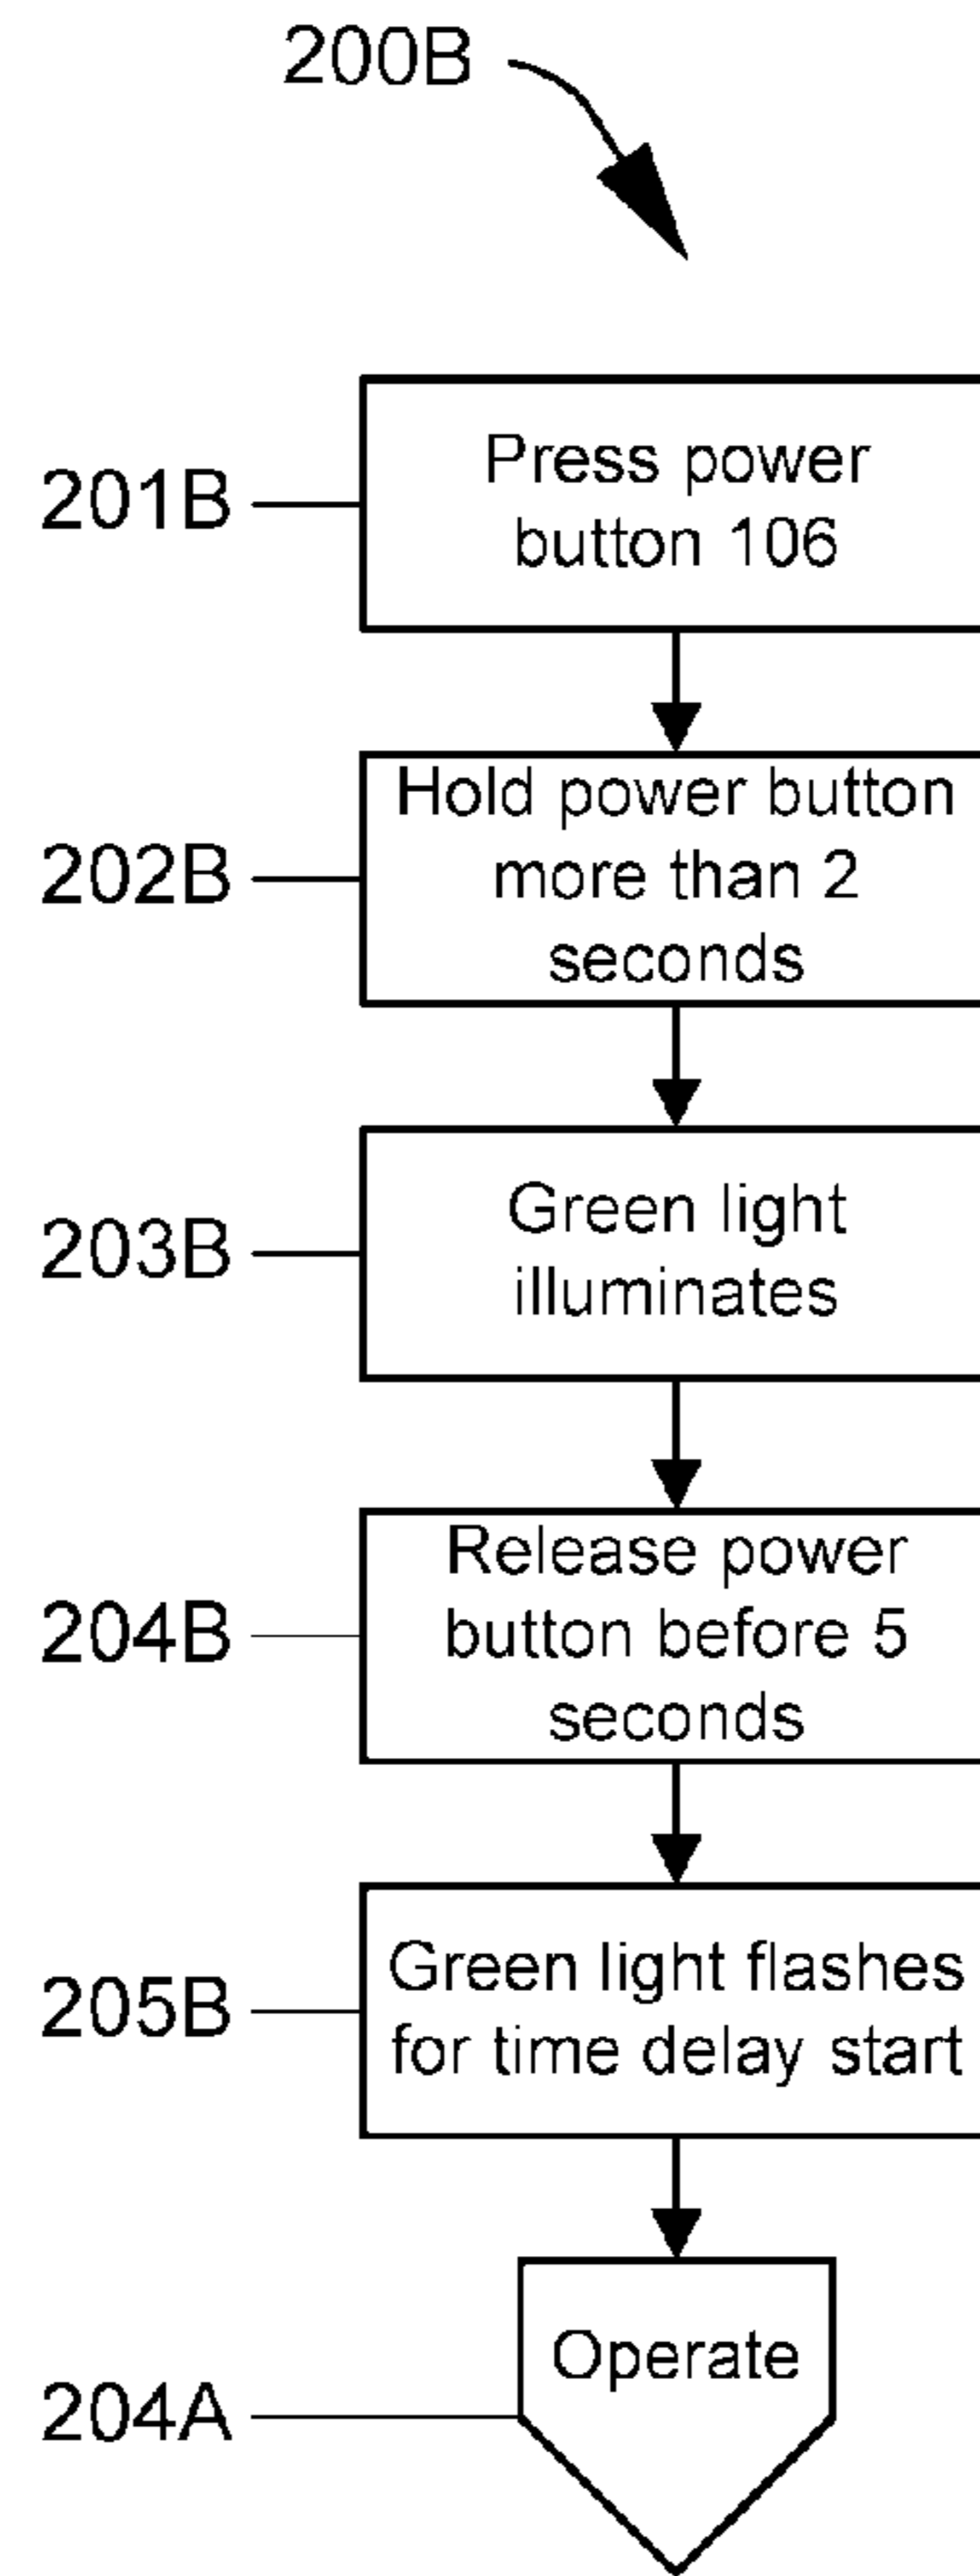 200B
201B
Press power
button 106
202B
Hold power button
more than 2
seconds
203B
Green light
illuminates
204B
Release power
button before 5
seconds
205B
Green light flashes
for time delay start
204A
Operate